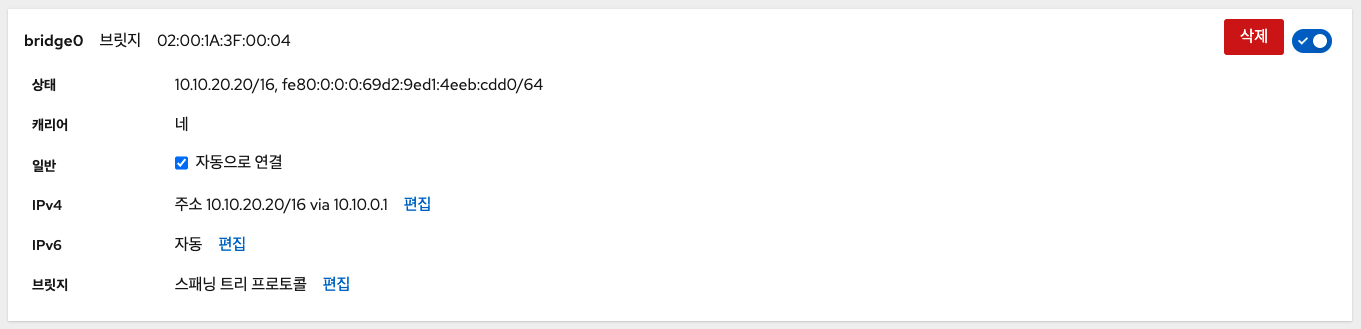 bridge0 브릿지 02:00:1A:3F:00:04 삭제
상태 10.10.20.20/16, fe80:0:0:0:69d2:9ed1:4eeb:cdd0/64
캐리어 네
일반 자동으로 연결
IPv4 주소 10.10.20.20/16 via 10.10.0.1 편집
IPv6 자동 편집
브릿지 스패닝 트리 프로토콜 편집